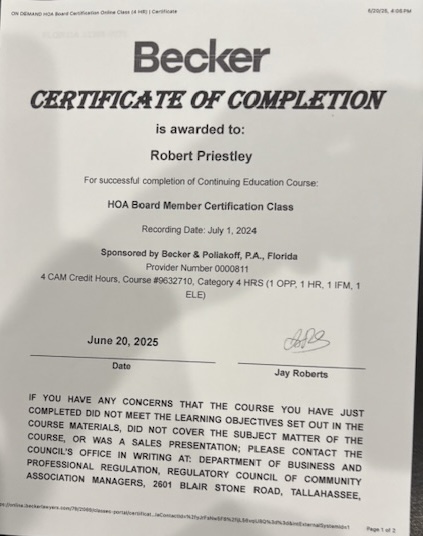 ON DEMAND HOA Board Certification Online Class (4 HR) | Certificate
6/20/25, 4:06 PM
Becker
CERTIFICATE OF COMPLETION
is awarded to:
Robert Priestley
For successful completion of Continuing Education Course:
HOA Board Member Certification Class
Recording Date: July 1, 2024
Sponsored by Becker & Poliakoff, P.A., Florida
Provider Number 0000811
4 CAM Credit Hours, Course #9632710, Category 4 HRS (1 OPP, 1 HR, 1 IFM, 1
ELE)
June 20, 2025
Date
Jay Roberts
IF YOU HAVE ANY CONCERNS THAT THE COURSE YOU HAVE JUST
COMPLETED DID NOT MEET THE LEARNING OBJECTIVES SET OUT IN THE
COURSE MATERIALS, DID NOT COVER THE SUBJECT MATTER OF THE
COURSE, OR WAS A SALES PRESENTATION; PLEASE CONTACT THE
COUNCIL'S OFFICE IN WRITING AT: DEPARTMENT OF BUSINESS AND
PROFESSIONAL REGULATION, REGULATORY COUNCIL OF COMMUNITY
ASSOCIATION MANAGERS, 2601 BLAIR STONE ROAD, TALLAHASSEE,
Page 1 of 2